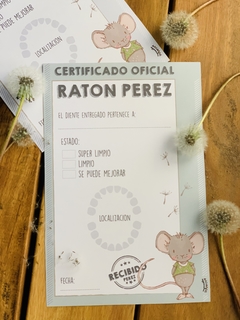 SE PUEDE MEJORAR
LOCALIZACION
CERTIFICADO OFICIAL
RATON PEREZ
EL DIENTE ENTREGADO PERTENECE A:
ESTADO:
SUPER LIMPIO
LIMPIO
SE PUEDE MEJORAR
LOCALIZACION
RECIBIDO
PEREZ
FECHA: